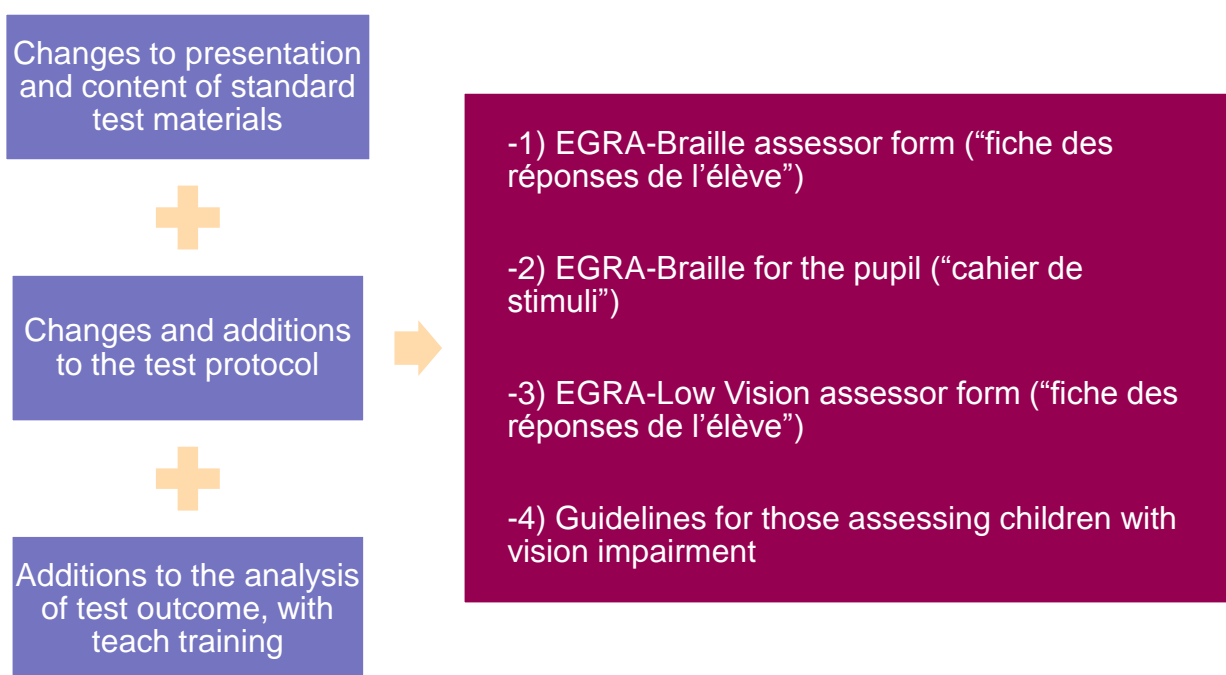 Changes to presentation
and content of standard
test materials
Changes and additions
to the test protocol
Additions to the analysis
of test outcome, with
teach training
-1) EGRA-Braille assessor form (“fiche des
réponses de l’élève”)
-2) EGRA-Braille for the pupil (“cahier de
stimuli”)
-3) EGRA-Low Vision assessor form (“fiche des
réponses de l’élève”)
-4) Guidelines for those assessing children with
vision impairment